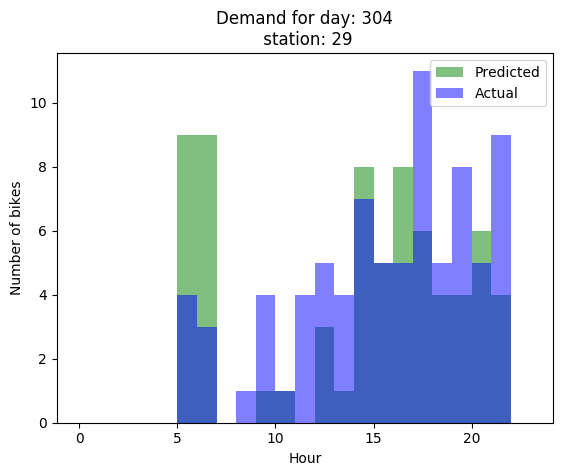 Demand for day: 304
station: 29
Predicted
Actual
Number of bikes
10
8
6
4
2
0
0
5
10
15
20
Hour